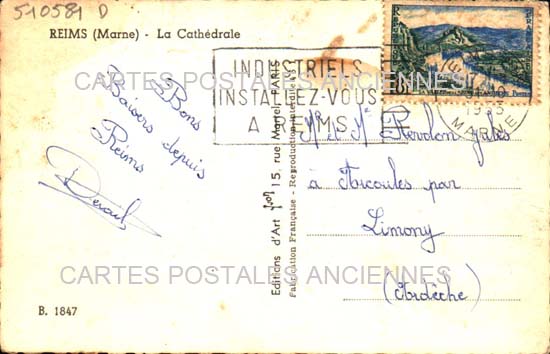 510581 D
REIMS (Marne) - La Cathédrale
INDUSTRIELS
INSTALLEZ-VOUS
A REIMS
MARNE
Bons
Baisers depuis
Reims
à Arcoules par
Limony
(Ardèche)
Editions d'Art 15, rue Martel, PARIS
Fabrication Française - Reproduction Interdite
CARTES POSTALES ANCIENNES
CARTES POSTALES ANCIENNES
B. 1847